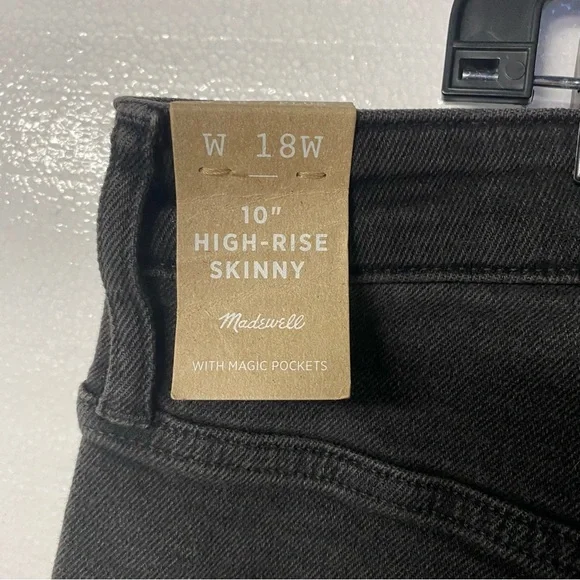 W 18W
10"
HIGH-RISE
SKINNY
Madewell
WITH MAGIC POCKETS